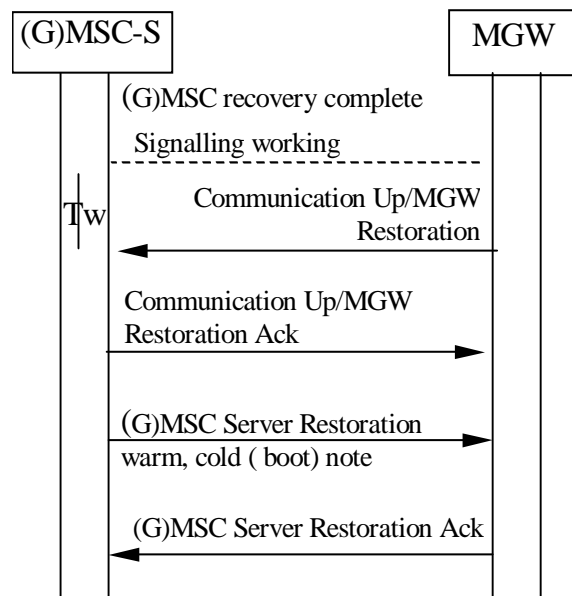 (G)MSC-S
MGW
(G)MSC recovery complete
Signalling working
Tw
Communication Up/MGW
Restoration
Communication Up/MGW
Restoration Ack
(G)MSC Server Restoration
warm, cold ( boot) note
(G)MSC Server Restoration Ack